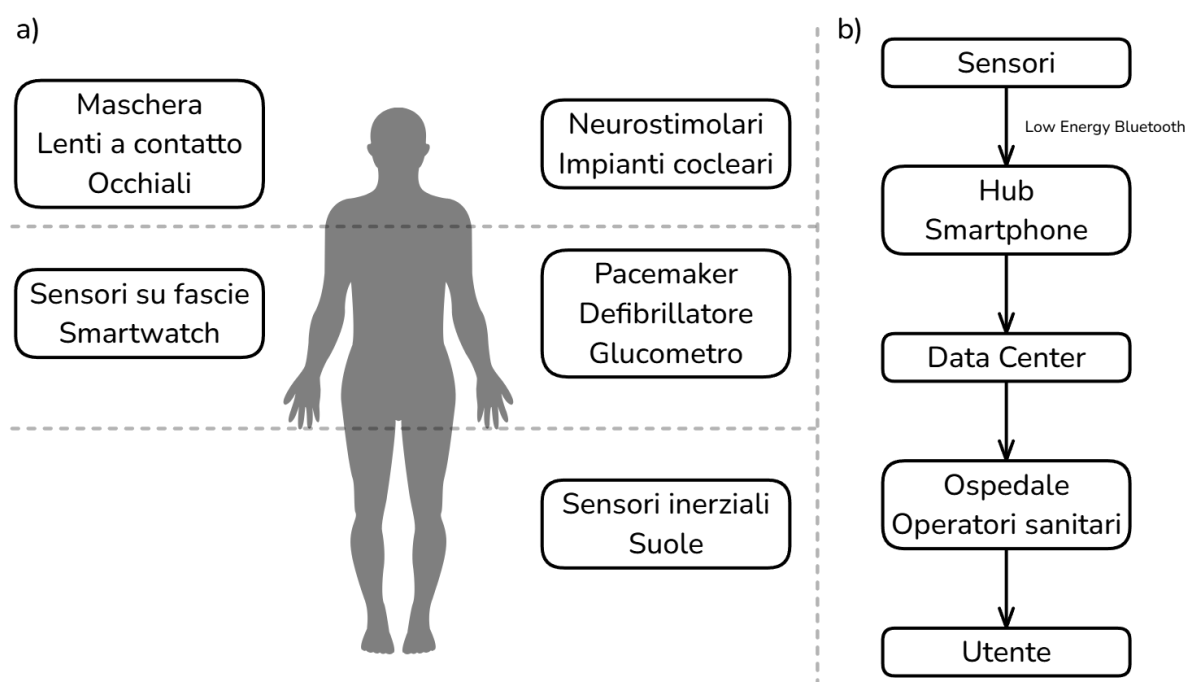 a)
Maschera
Lenti a contatto
Occhiali
Neurostimolari
Impianti cocleari
Sensori su fascie
Smartwatch
Pacemaker
Defibrillatore
Glucometro
Sensori inerziali
Suole
b)
Sensori
Low Energy Bluetooth
Hub
Smartphone
Data Center
Ospedale
Operatori sanitari
Utente